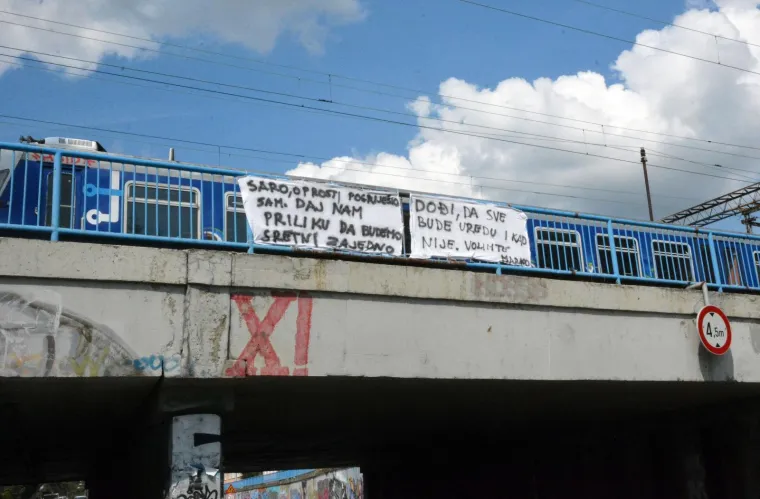 SARO, OPROSTI, POGRIJEŠIO
SAM. DAJ NAM
PRILIKU DA BUDEMO
SRETNI ZAJEDNO
DOĐI, DA SVE
BUDE UREDU I KAD
NIJE. VOLIM TE
MARKO
X!
4,5m